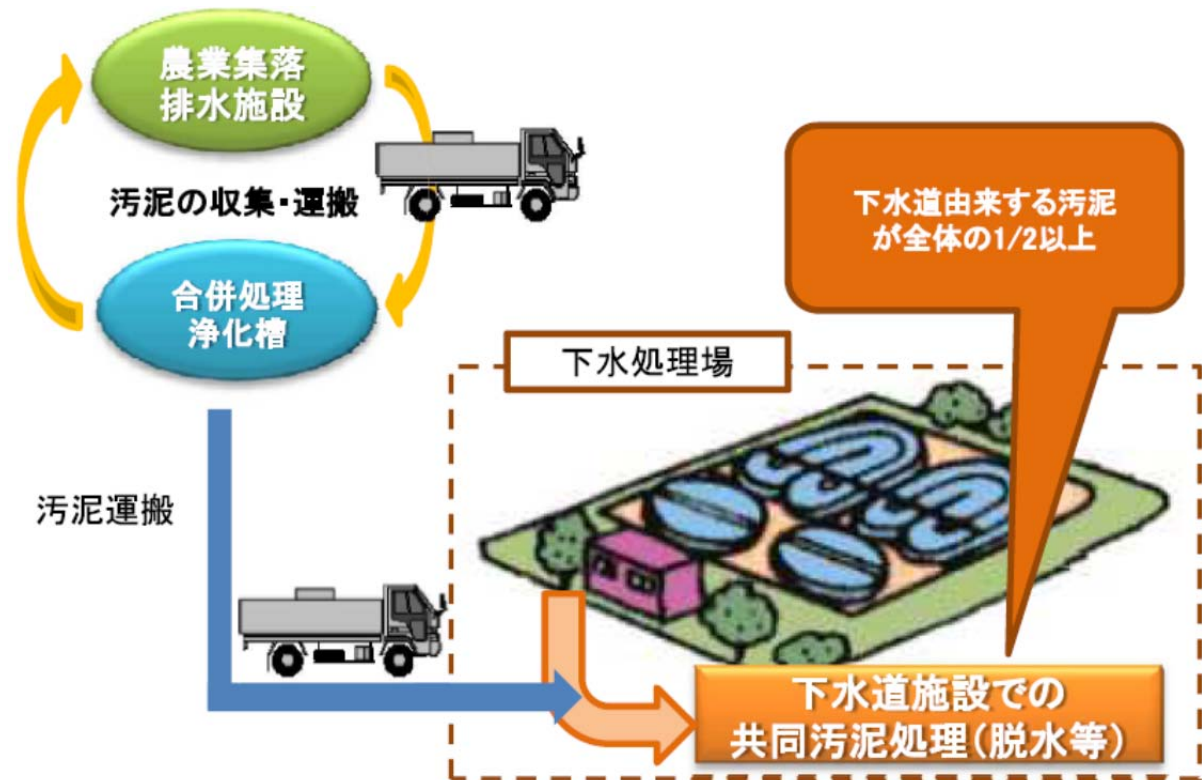 農業集落
排水施設
汚泥の収集・運搬
合併処理
浄化槽
下水道由来する汚泥
が全体の1/2以上
下水処理場
汚泥運搬
下水道施設での
共同汚泥処理(脱水等)